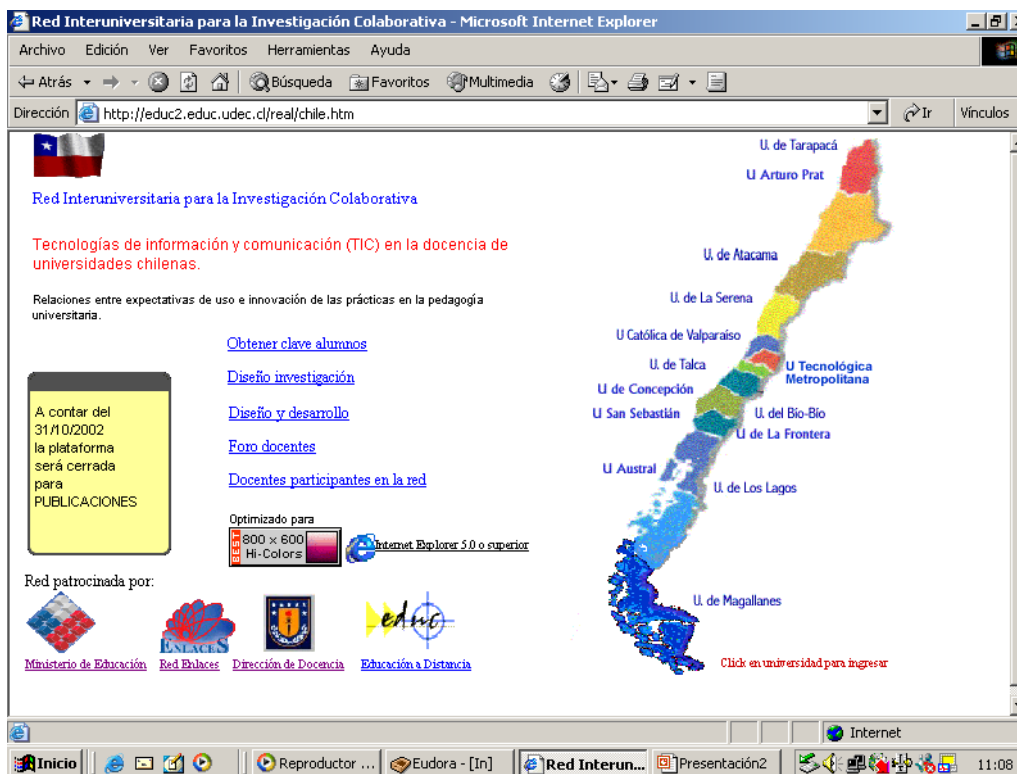 Red Interuniversitaria para la Investigación Colaborativa - Microsoft Internet Explorer
Archivo Edición Ver Favoritos Herramientas Ayuda
Atrás Búsqueda Favoritos Multimedia
Dirección http://educ2.educ.udec.cl/real/chile.htm Ir Vínculos
Red Interuniversitaria para la Investigación Colaborativa
Tecnologías de información y comunicación (TIC) en la docencia de
universidades chilenas.
Relaciones entre expectativas de uso e innovación de las prácticas en la pedagogía
universitaria.
Obtener clave alumnos
Diseño investigación
Diseño y desarrollo
Foro docentes
Docentes participantes en la red
A contar del
31/10/2002
la plataforma
será cerrada
para
PUBLICACIONES
Optimizado para
BEST
800 x 600
Hi-Colors
Internet Explorer 5.0 o superior
Red patrocinada por:
ENLACES
educ
Ministerio de Educación Red Enlaces Dirección de Docencia Educación a Distancia
U. de Tarapacá
U Arturo Prat
U. de Atacama
U. de La Serena
U Católica de Valparaíso
U. de Talca
U Tecnológica
Metropolitana
U de Concepción
U San Sebastián
U. del Bío-Bío
U de La Frontera
U Austral
U. de Los Lagos
U. de Magallanes
Click en universidad para ingresar
Internet
Inicio Reproductor ... Eudora - [In] Red Interun... Presentación2 11:08